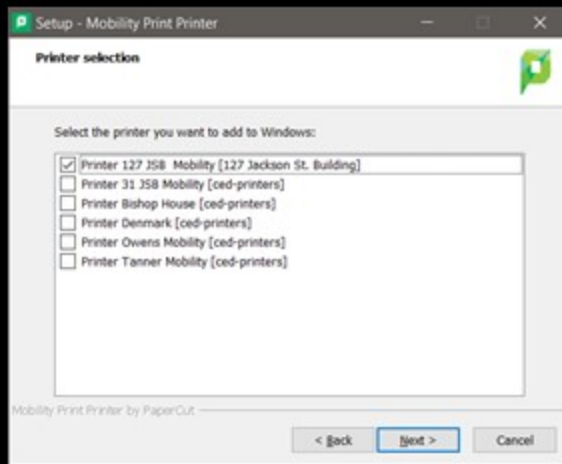 Setup - Mobility Print Printer
Printer selection
Select the printer you want to add to Windows:
Printer 127 JSB  Mobility [127 Jackson St. Building]
Printer 31 JSB Mobility [ced-printers]
Printer Bishop House [ced-printers]
Printer Denmark [ced-printers]
Printer Owens Mobility [ced-printers]
Printer Tanner Mobility [ced-printers]
Mobility Print Printer by PaperCut
< Back
Next >
Cancel